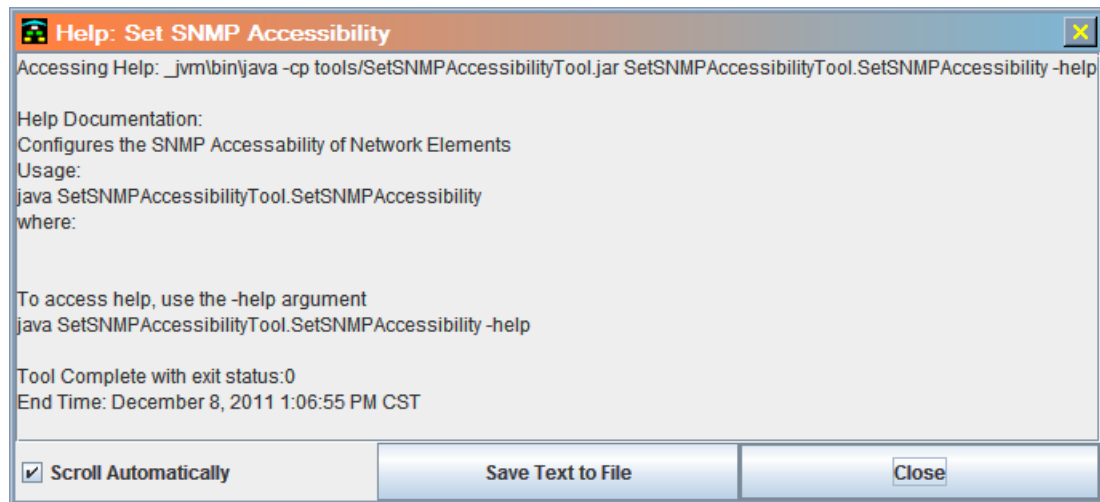 Help: Set SNMP Accessibility
Accessing Help: _jvm\bin\java -cp tools/SetSNMPAccessibilityTool.jar SetSNMPAccessibilityTool.SetSNMPAccessibility -help
Help Documentation:
Configures the SNMP Accessability of Network Elements
Usage:
java SetSNMPAccessibilityTool.SetSNMPAccessibility
where:
To access help, use the -help argument
java SetSNMPAccessibilityTool.SetSNMPAccessibility -help
Tool Complete with exit status:0
End Time: December 8, 2011 1:06:55 PM CST
Scroll Automatically
Save Text to File
Close